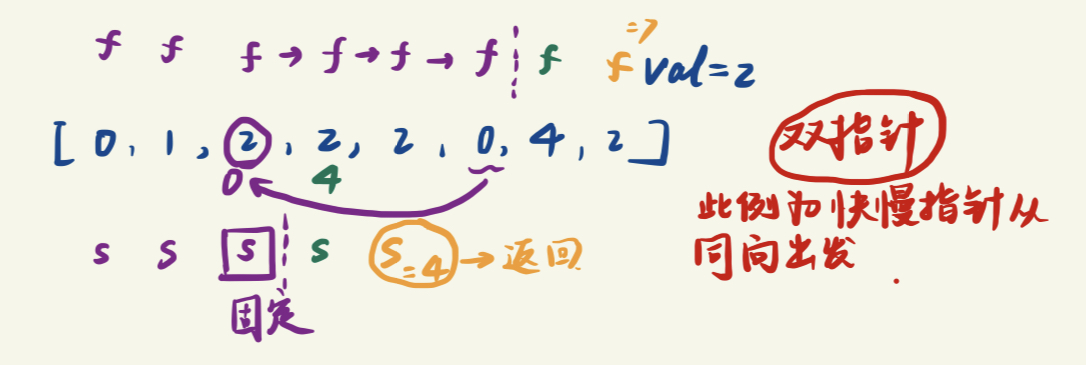 =7
f f f → f → f → f f f val=2
[ 0, 1, 2, 2, 2, 0, 4, 2 ]
双指针
0 4
此例为快慢指针从
同向出发
s s s s s=4 → 返回
固定